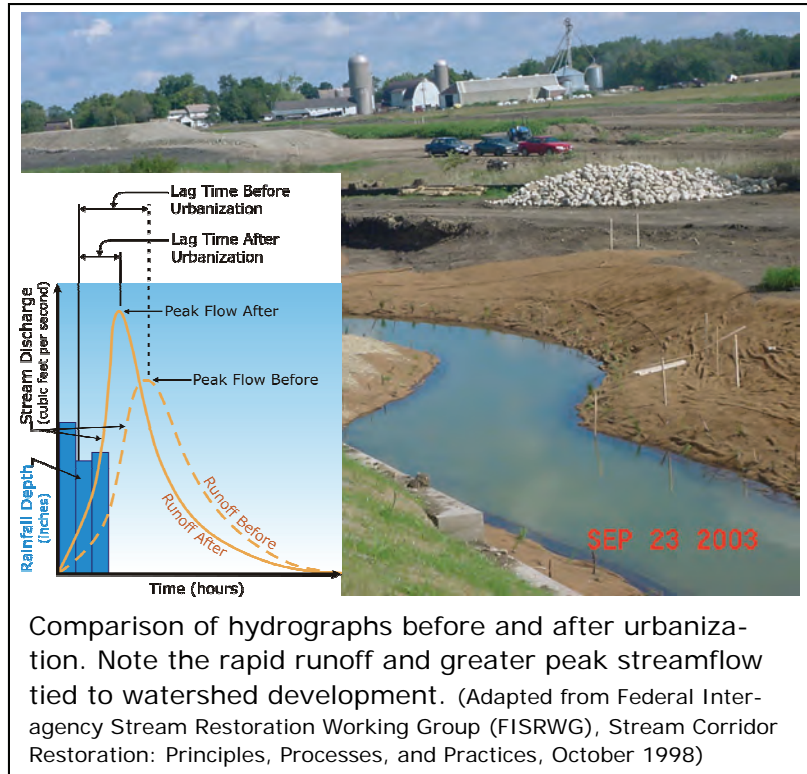 Lag Time Before
Urbanization
Lag Time After
Urbanization
Peak Flow After
Peak Flow Before
Stream Discharge
(cubic feet per second)
Rainfall Depth
(inches)
Runoff Before
Runoff After
Time (hours)
SEP 23 2003
Comparison of hydrographs before and after urbaniza-
tion. Note the rapid runoff and greater peak streamflow
tied to watershed development. (Adapted from Federal Inter-
agency Stream Restoration Working Group (FISRWG), Stream Corridor
Restoration: Principles, Processes, and Practices, October 1998)